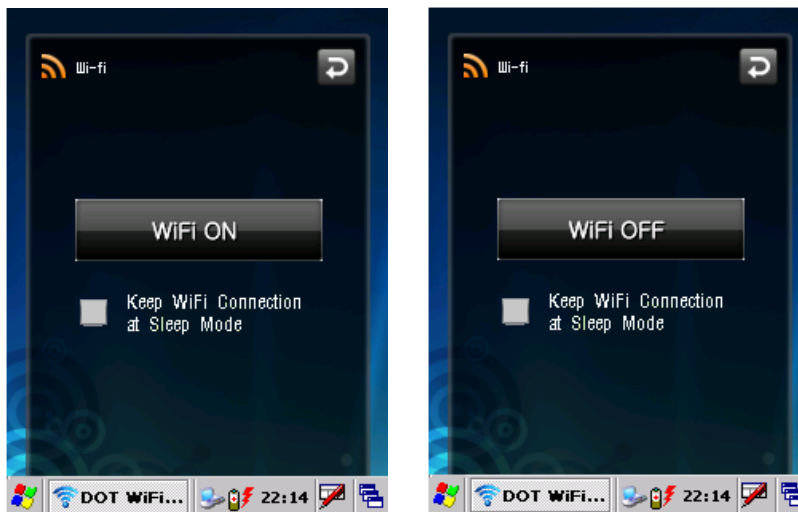 Wi-fi
WiFi ON
Keep WiFi Connection
at Sleep Mode
DOT WiFi... 22:14
Wi-fi
WiFi OFF
Keep WiFi Connection
at Sleep Mode
DOT WiFi... 22:14